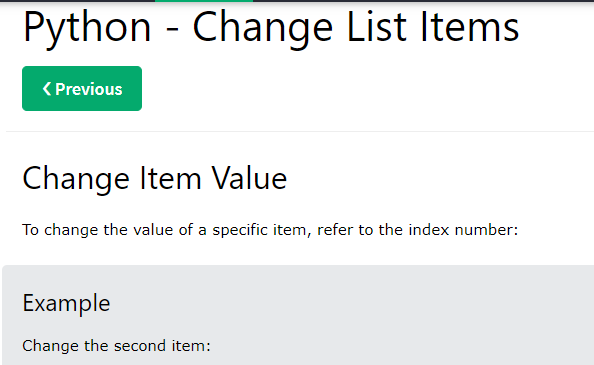 Python - Change List Items
❮ Previous
Change Item Value
To change the value of a specific item, refer to the index number:
Example
Change the second item: